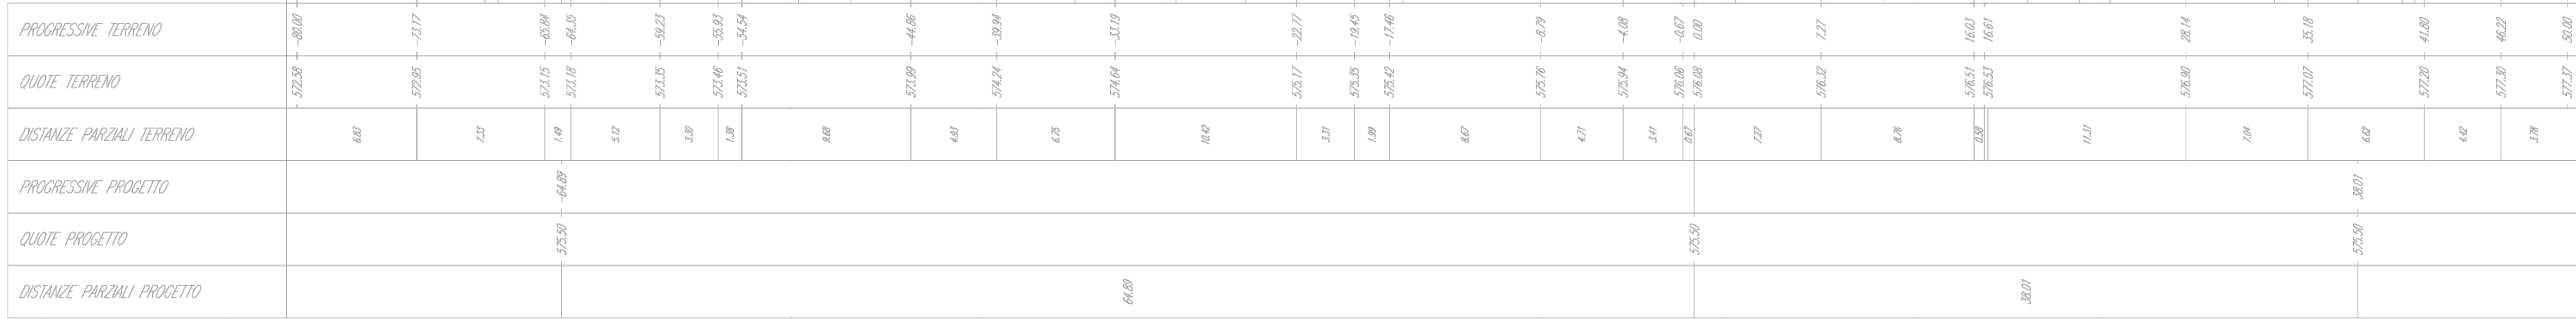 PROGRESSIVE TERRENO -80.00 -73.17 -65.84 -64.35 -59.23 -55.93 -54.54 -44.86 -39.94 -33.19 -22.77 -19.45 -17.46 -8.79 -4.08 -0.67 0.00 7.27 16.03 16.61 28.14 35.18 41.80 46.22 50.00
QUOTE TERRENO 572.58 572.95 573.15 573.18 573.35 573.46 573.51 573.99 574.24 574.64 575.17 575.35 575.42 575.76 575.94 576.06 576.08 576.32 576.51 576.53 576.90 577.07 577.20 577.30 577.37
DISTANZE PARZIALI TERRENO 6.83 7.33 1.49 5.12 3.30 1.38 9.68 4.93 6.75 10.42 3.31 1.99 8.67 4.71 3.41 0.67 7.27 8.76 0.58 11.31 7.04 6.62 4.42 3.78
PROGRESSIVE PROGETTO -64.89 38.01
QUOTE PROGETTO 575.50 575.50 575.50
DISTANZE PARZIALI PROGETTO 64.89 38.01